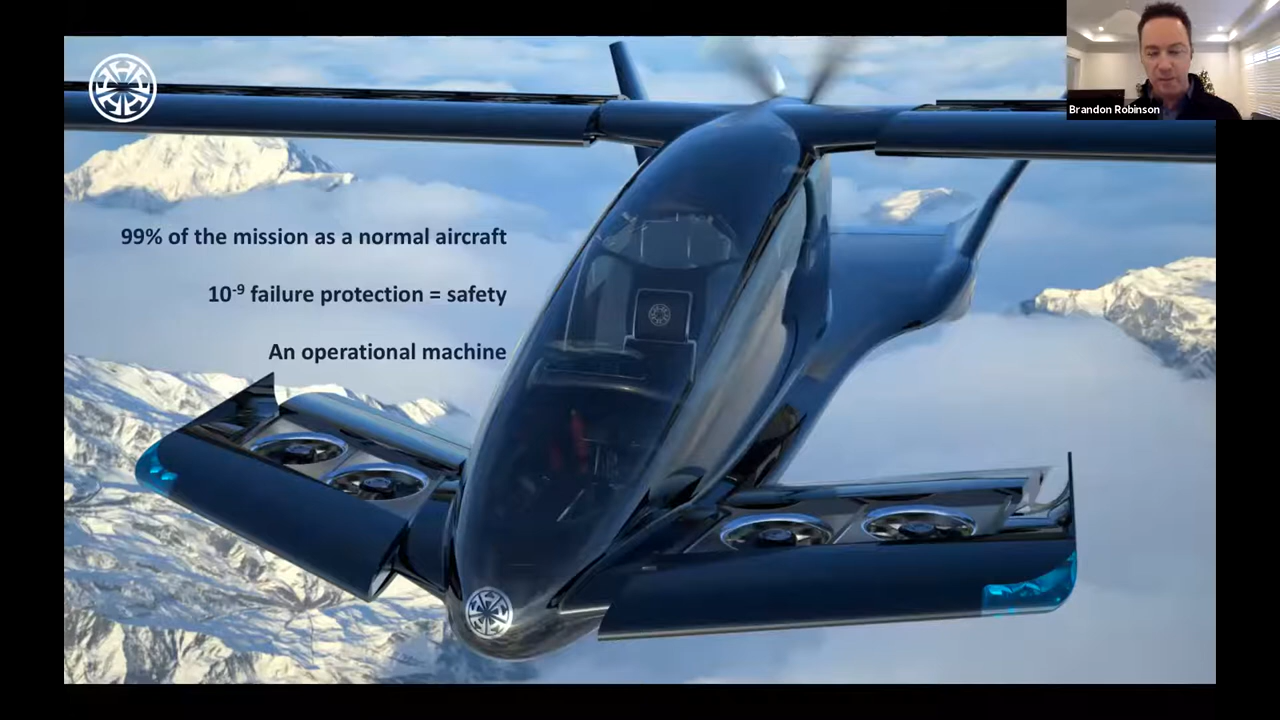 Brandon Robinson
99% of the mission as a normal aircraft
10⁻⁹ failure protection = safety
An operational machine